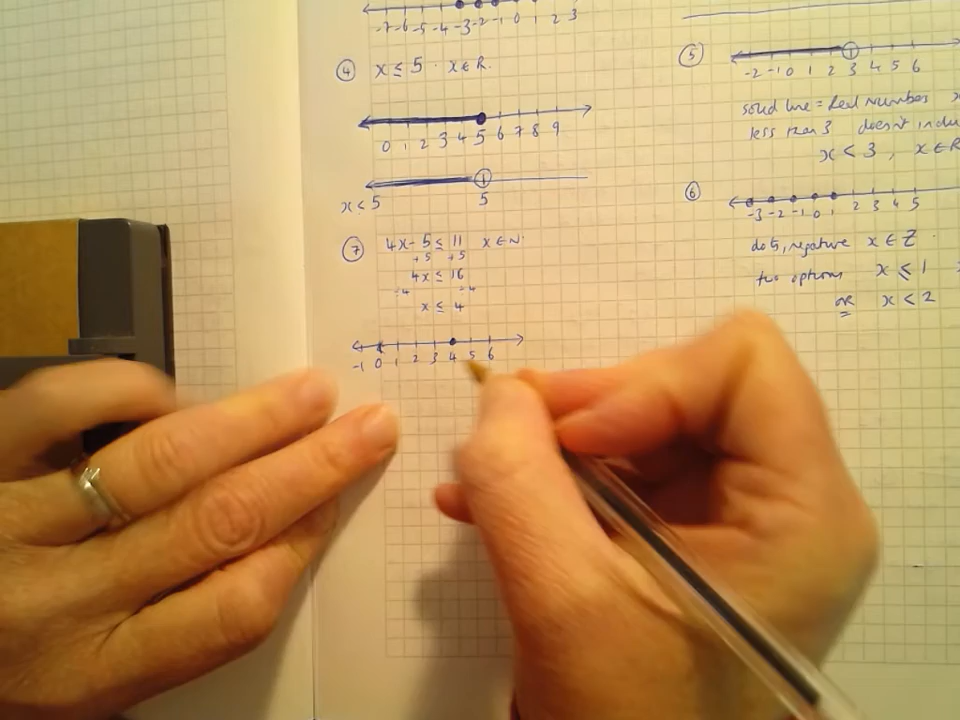 -7 -6 -5 -4 -3 -2 -1 0 1 2 3
④ x ≤ 5 . x ∈ R.
0 1 2 3 4 5 6 7 8 9
x ≤ 5 5
⑦ 4x - 5 ≤ 11 x ∈ N
+5 +5
4x ≤ 16
÷4 ÷4
x ≤ 4
-1 0 1 2 3 4 5 6
⑤
-2 -1 0 1 2 3 4 5 6
solid line = Real Numbers
less than 3 doesn't
x < 3 , x ∈ R
⑥
-3 -2 -1 0 1 2 3 4 5
dots, negative x ∈ Z
two options x ≤ 1
OR x < 2